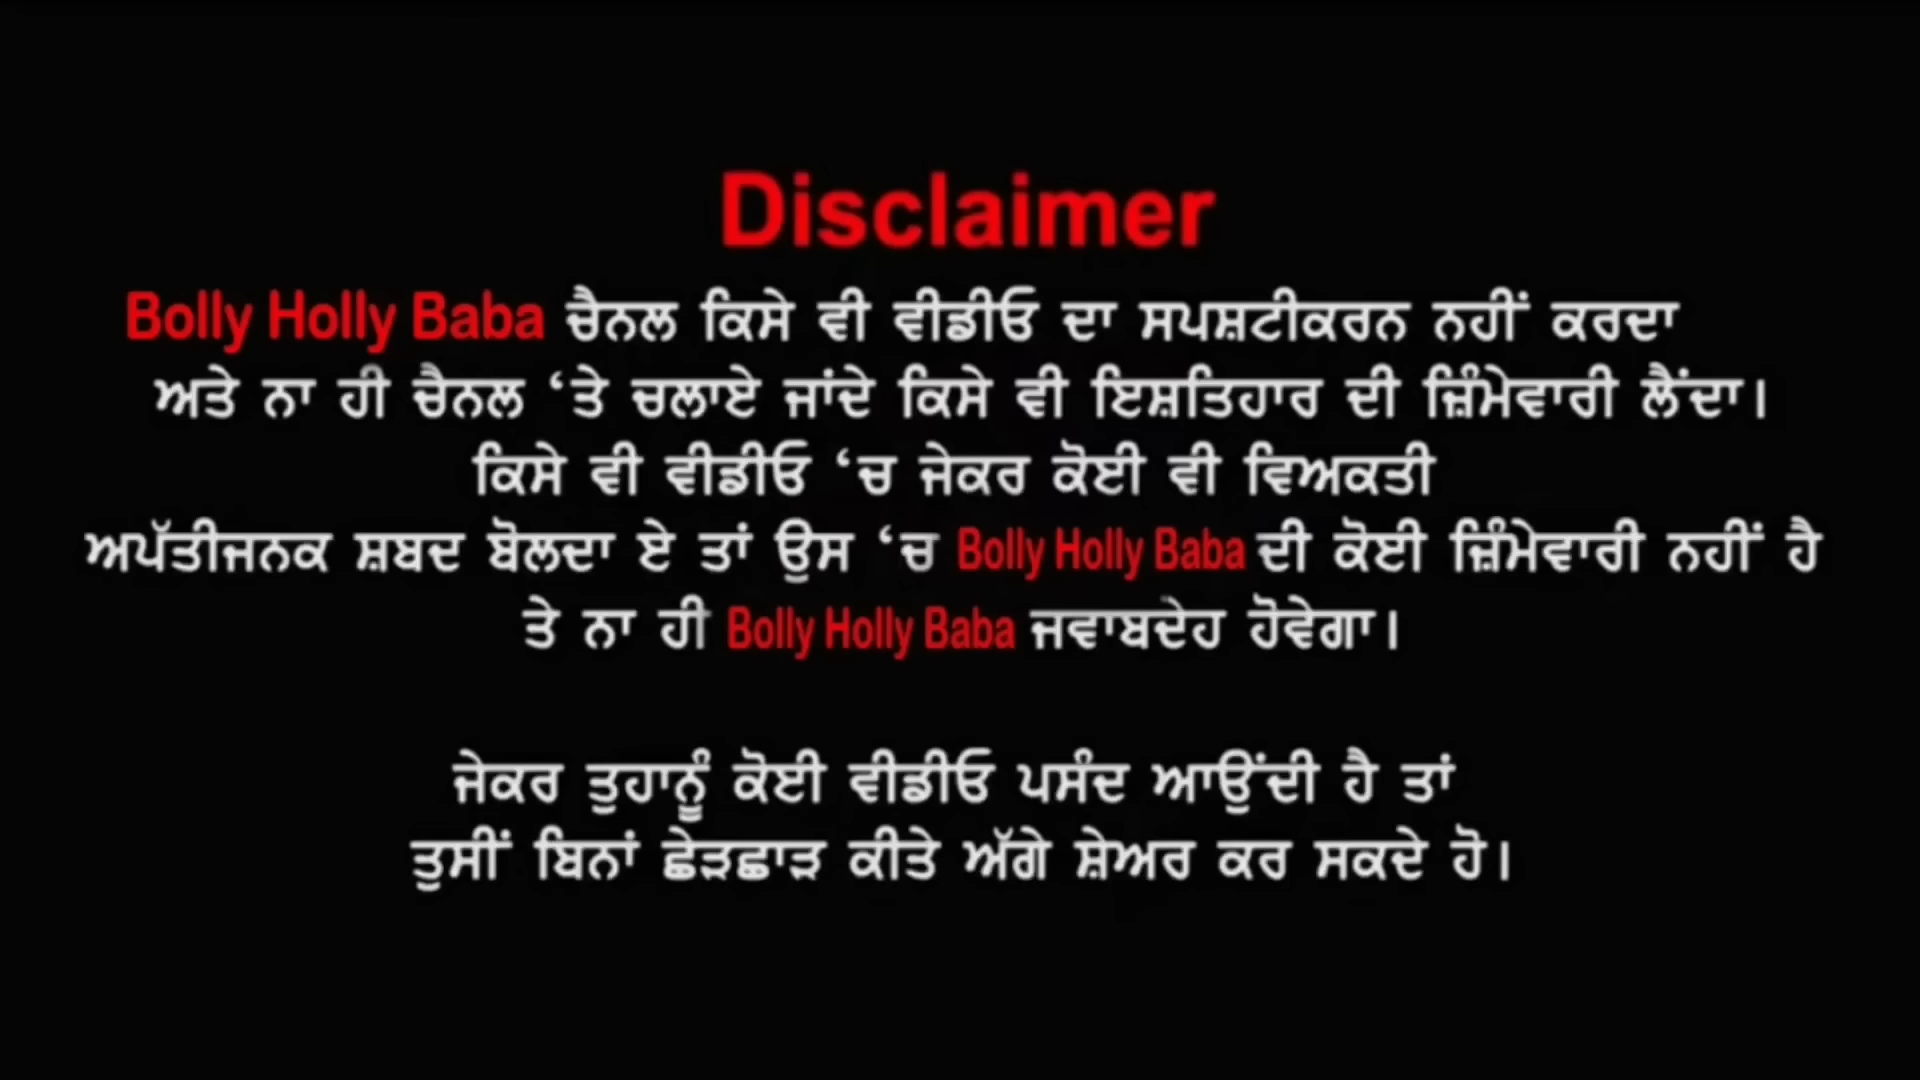 Disclaimer
Bolly Holly Baba ਚੈਨਲ ਕਿਸੇ ਵੀ ਵੀਡੀਓ ਦਾ ਸਪਸ਼ਟੀਕਰਨ ਨਹੀਂ ਕਰਦਾ
ਅਤੇ ਨਾ ਹੀ ਚੈਨਲ ‘ਤੇ ਚਲਾਏ ਜਾਂਦੇ ਕਿਸੇ ਵੀ ਇਸ਼ਤਿਹਾਰ ਦੀ ਜ਼ਿੰਮੇਵਾਰੀ ਲੈਂਦਾ।
ਕਿਸੇ ਵੀ ਵੀਡੀਓ ‘ਚ ਜੇਕਰ ਕੋਈ ਵੀ ਵਿਅਕਤੀ
ਅਪੱਤੀਜਨਕ ਸ਼ਬਦ ਬੋਲਦਾ ਏ ਤਾਂ ਉਸ ‘ਚ Bolly Holly Baba ਦੀ ਕੋਈ ਜ਼ਿੰਮੇਵਾਰੀ ਨਹੀਂ ਹੈ
ਤੇ ਨਾ ਹੀ Bolly Holly Baba ਜਵਾਬਦੇਹ ਹੋਵੇਗਾ।
ਜੇਕਰ ਤੁਹਾਨੂੰ ਕੋਈ ਵੀਡੀਓ ਪਸੰਦ ਆਉਂਦੀ ਹੈ ਤਾਂ
ਤੁਸੀਂ ਬਿਨਾਂ ਛੇੜਛਾੜ ਕੀਤੇ ਅੱਗੇ ਸ਼ੇਅਰ ਕਰ ਸਕਦੇ ਹੋ।